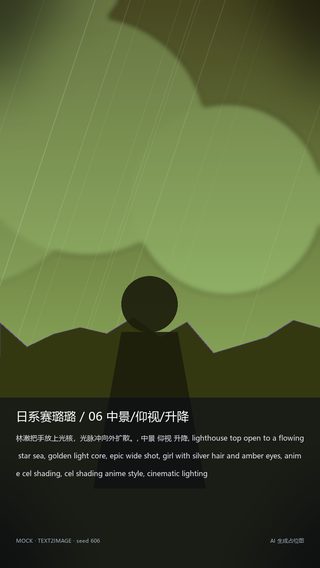 日系赛璐璐 / 06 中景/仰视/升降
林澈把手放上光核，光脉冲向外扩散。, 中景 仰视 升降, lighthouse top open to a flowing
star sea, golden light core, epic wide shot, girl with silver hair and amber eyes, anim
e cel shading, cel shading anime style, cinematic lighting
MOCK · TEXT2IMAGE · seed 606
AI 生成占位图